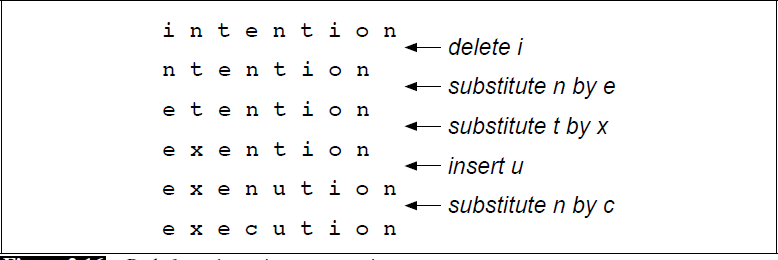 i n t e n t i o n
delete i
n t e n t i o n
substitute n by e
e t e n t i o n
substitute t by x
e x e n t i o n
insert u
e x e n u t i o n
substitute n by c
e x e c u t i o n